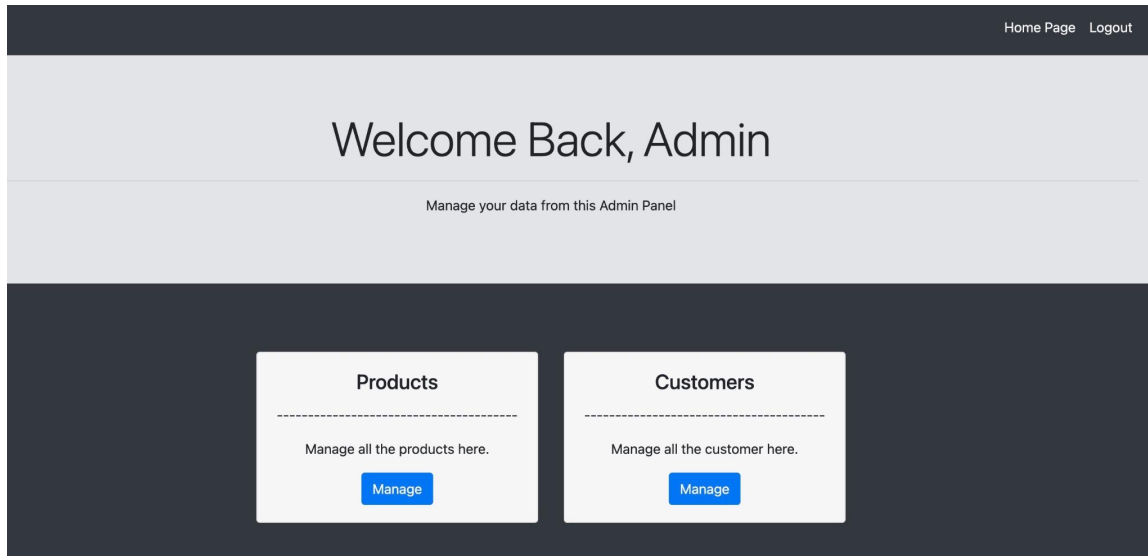 Home Page Logout
Welcome Back, Admin
Manage your data from this Admin Panel
Products
---------------------------------------
Manage all the products here.
Manage
Customers
---------------------------------------
Manage all the customer here.
Manage